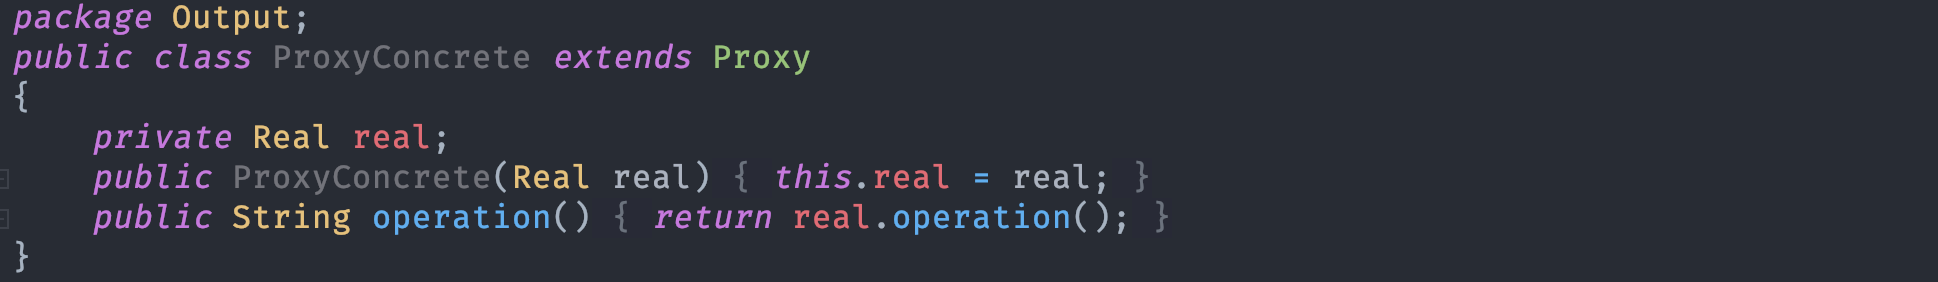 package Output;
public class ProxyConcrete extends Proxy
{
    private Real real;
    public ProxyConcrete(Real real) { this.real = real; }
    public String operation() { return real.operation(); }
}